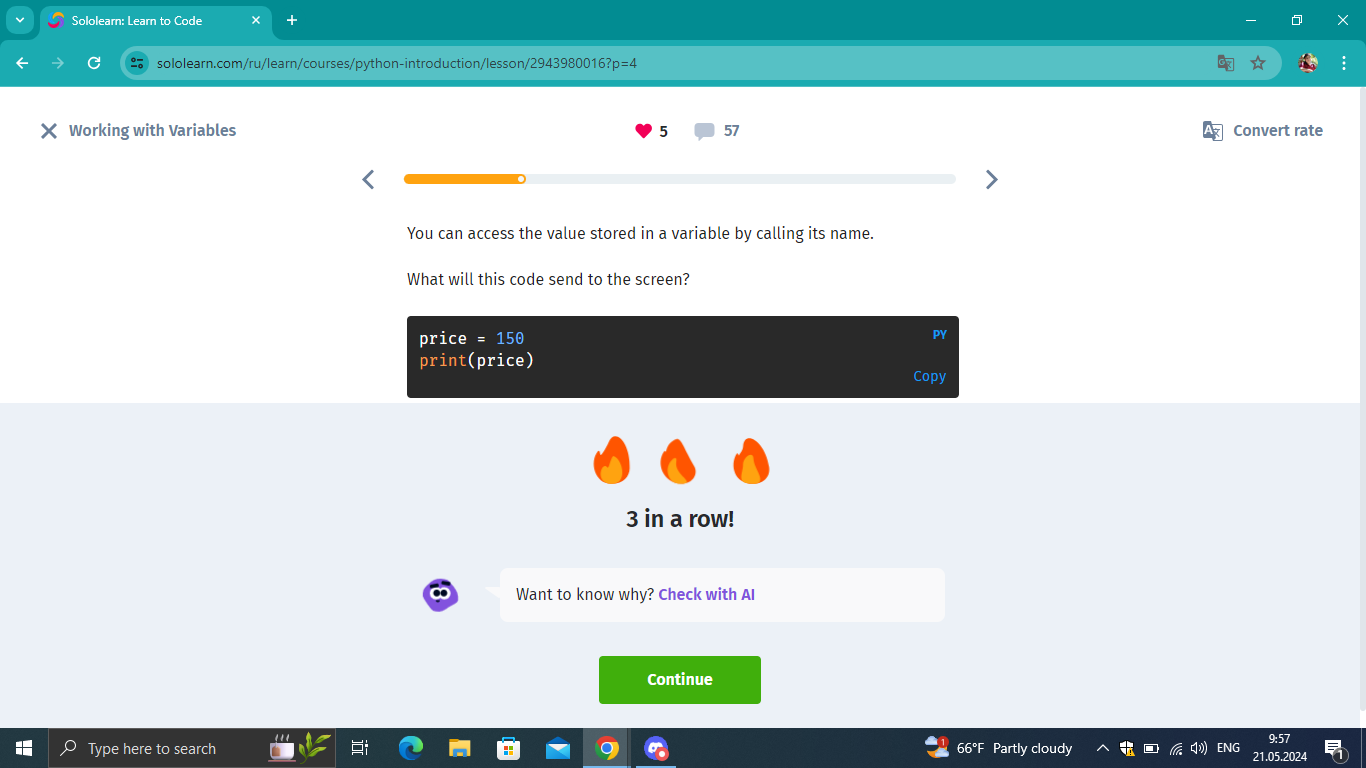 Sololearn: Learn to Code
sololearn.com/ru/learn/courses/python-introduction/lesson/2943980016?p=4
Working with Variables
5
57
Convert rate
You can access the value stored in a variable by calling its name.
What will this code send to the screen?
price = 150
PY
print(price)
Copy
3 in a row!
Want to know why? Check with AI
Continue
Type here to search
1
66°F Partly cloudy
ENG
9:57
21.05.2024
1